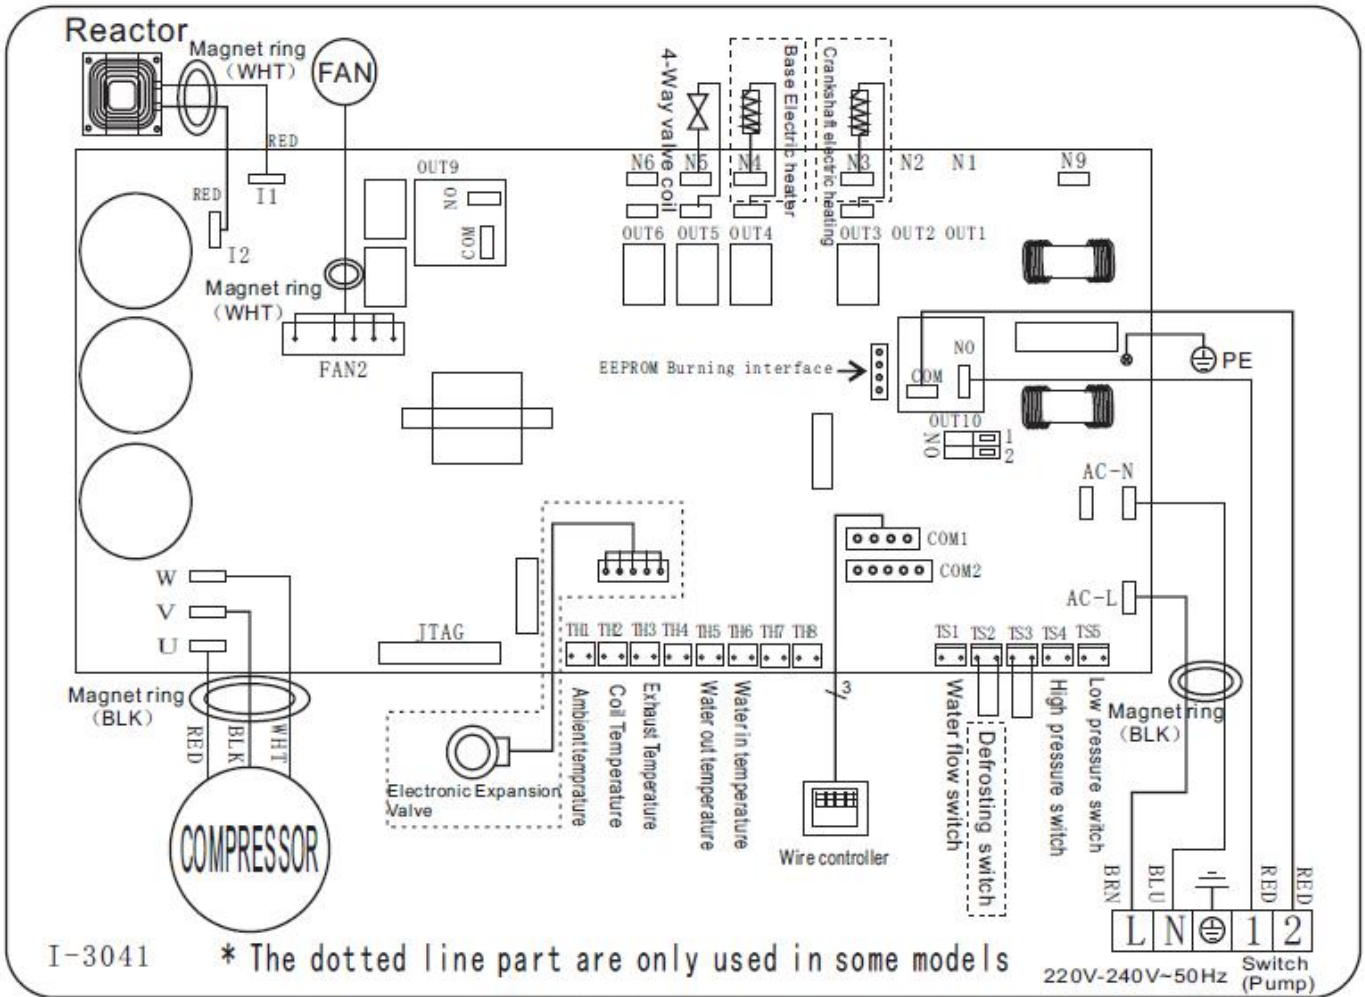 Reactor
Magnet ring
(WHT)
FAN
RED
RED
I1
I2
Magnet ring
(WHT)
FAN2
OUT9
ON
COM
4-Way valve coil
Base Electric heater
Crankshaft electric heating
N6
N5
N4
N3
N2
N1
N9
OUT6
OUT5
OUT4
OUT3
OUT2
OUT1
EEPROM Burning interface
COM
NO
OUT10
ON
1
2
PE
AC-N
AC-L
COM1
COM2
W
V
U
JTAG
TH1
TH2
TH3
TH4
TH5
TH6
TH7
TH8
TS1
TS2
TS3
TS4
TS5
Magnet ring
(BLK)
RED
BLK
WHT
COMPRESSOR
Electronic Expansion
Valve
Ambient temprature
Coil Temperature
Exhaust Temperature
Water out temperature
Water in temperature
3
Wire controller
Water flow switch
Defrosting switch
High pressure switch
Low pressure switch
Magnet ring
(BLK)
BRN
BLU
RED
RED
L
N
1
2
I-3041
* The dotted line part are only used in some models
220V-240V~50Hz
Switch
(Pump)